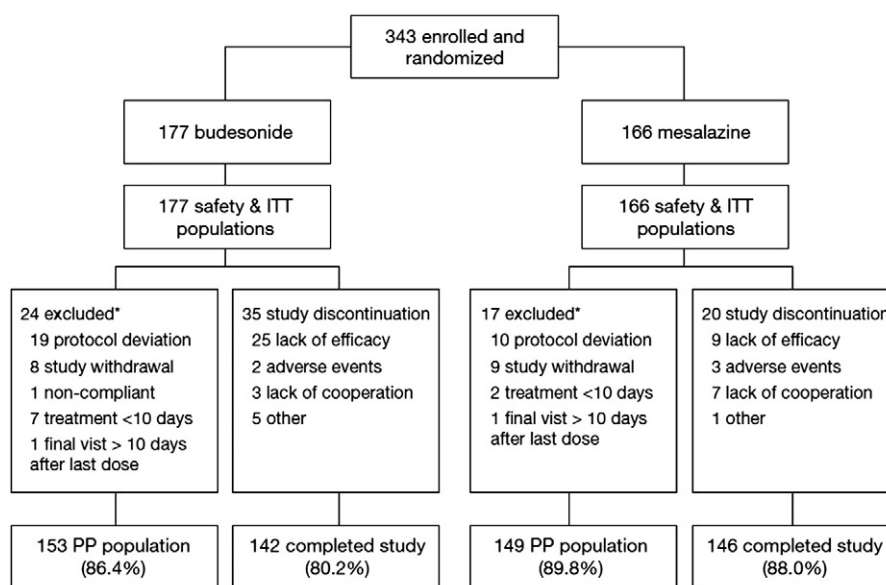 343 enrolled and
randomized
177 budesonide
166 mesalazine
177 safety & ITT
populations
166 safety & ITT
populations
24 excluded*
19 protocol deviation
8 study withdrawal
1 non-compliant
7 treatment <10 days
1 final vist > 10 days
after last dose
35 study discontinuation
25 lack of efficacy
2 adverse events
3 lack of cooperation
5 other
17 excluded*
10 protocol deviation
9 study withdrawal
2 treatment <10 days
1 final vist > 10 days
after last dose
20 study discontinuation
9 lack of efficacy
3 adverse events
7 lack of cooperation
1 other
153 PP population
(86.4%)
142 completed study
(80.2%)
149 PP population
(89.8%)
146 completed study
(88.0%)